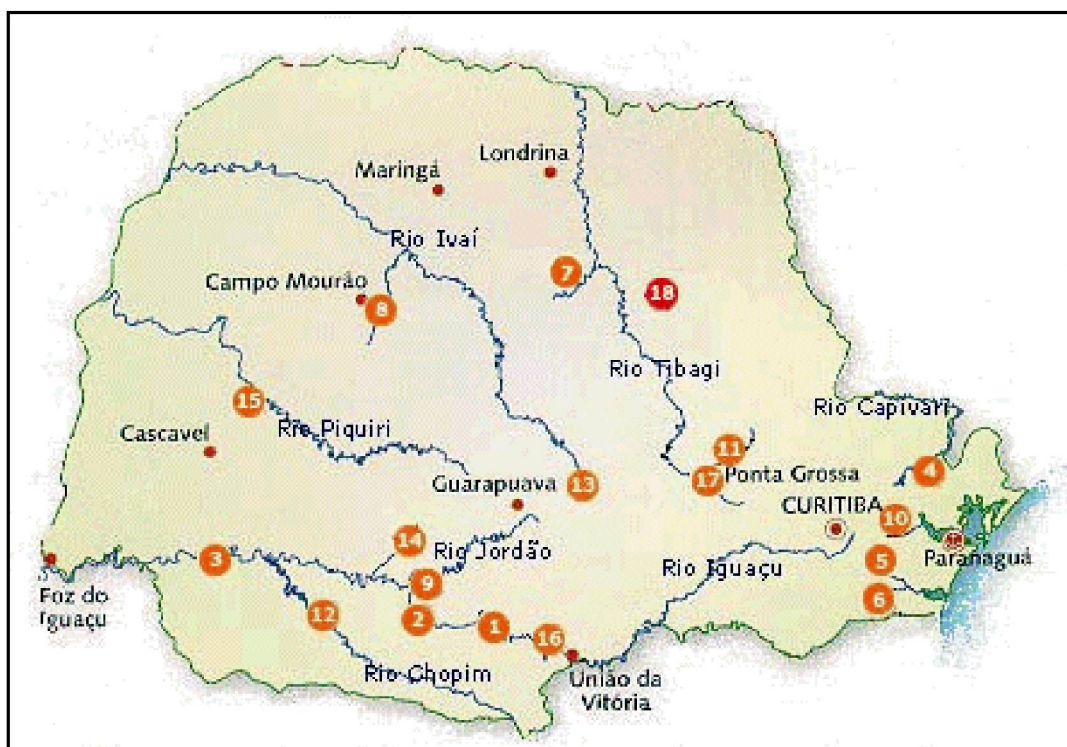 Londrina
Maringá
Rio Ivaí
7
18
Campo Mourão
8
Rio Tibagi
15
Rio Capivari
Rio Piquiri
Cascavel
11
17
Ponta Grossa
4
13
Guarapuava
CURITIBA
10
14
Rio Jordão
3
9
Rio Iguaçu
5
Paranaguá
Foz do
Iguaçu
6
12
2
1
16
Rio Chopim
União da
Vitória